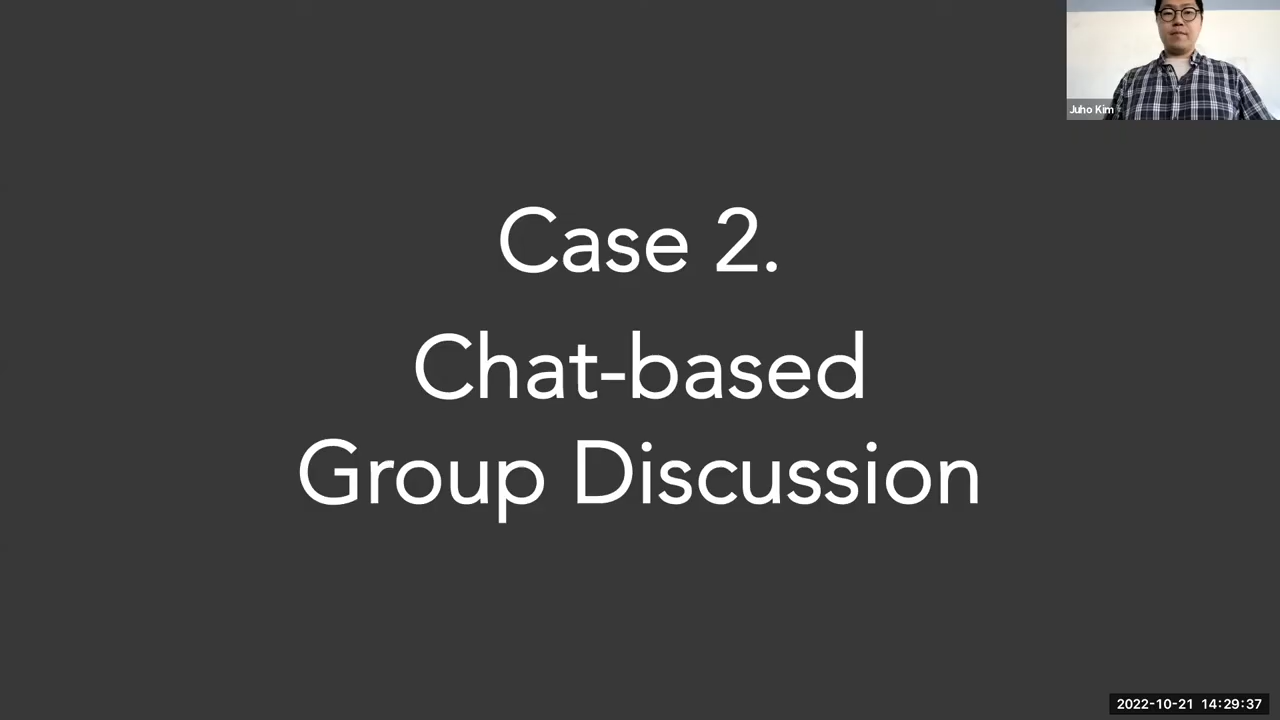 Juho Kim
Case 2.
Chat-based
Group Discussion
2022-10-21 14:29:37